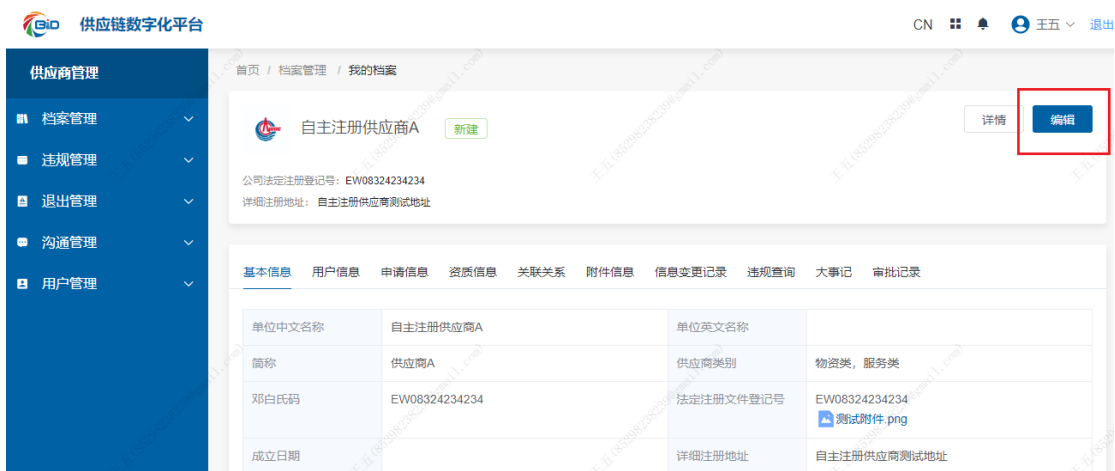 BiD 供应链数字化平台 CN 王五 退出
供应商管理
首页 / 档案管理 / 我的档案
档案管理
自主注册供应商A 新建 详情 编辑
违规管理
公司法定注册登记号: EW08324234234
退出管理
详细注册地址: 自主注册供应商测试地址
沟通管理
基本信息 用户信息 申请信息 资质信息 关联关系 附件信息 信息变更记录 违规查询 大事记 审批记录
用户管理
单位中文名称 自主注册供应商A 单位英文名称
简称 供应商A 供应商类别 物资类, 服务类
邓白氏码 EW08324234234 法定注册文件登记号 EW08324234234
测试附件.png
成立日期 详细注册地址 自主注册供应商测试地址